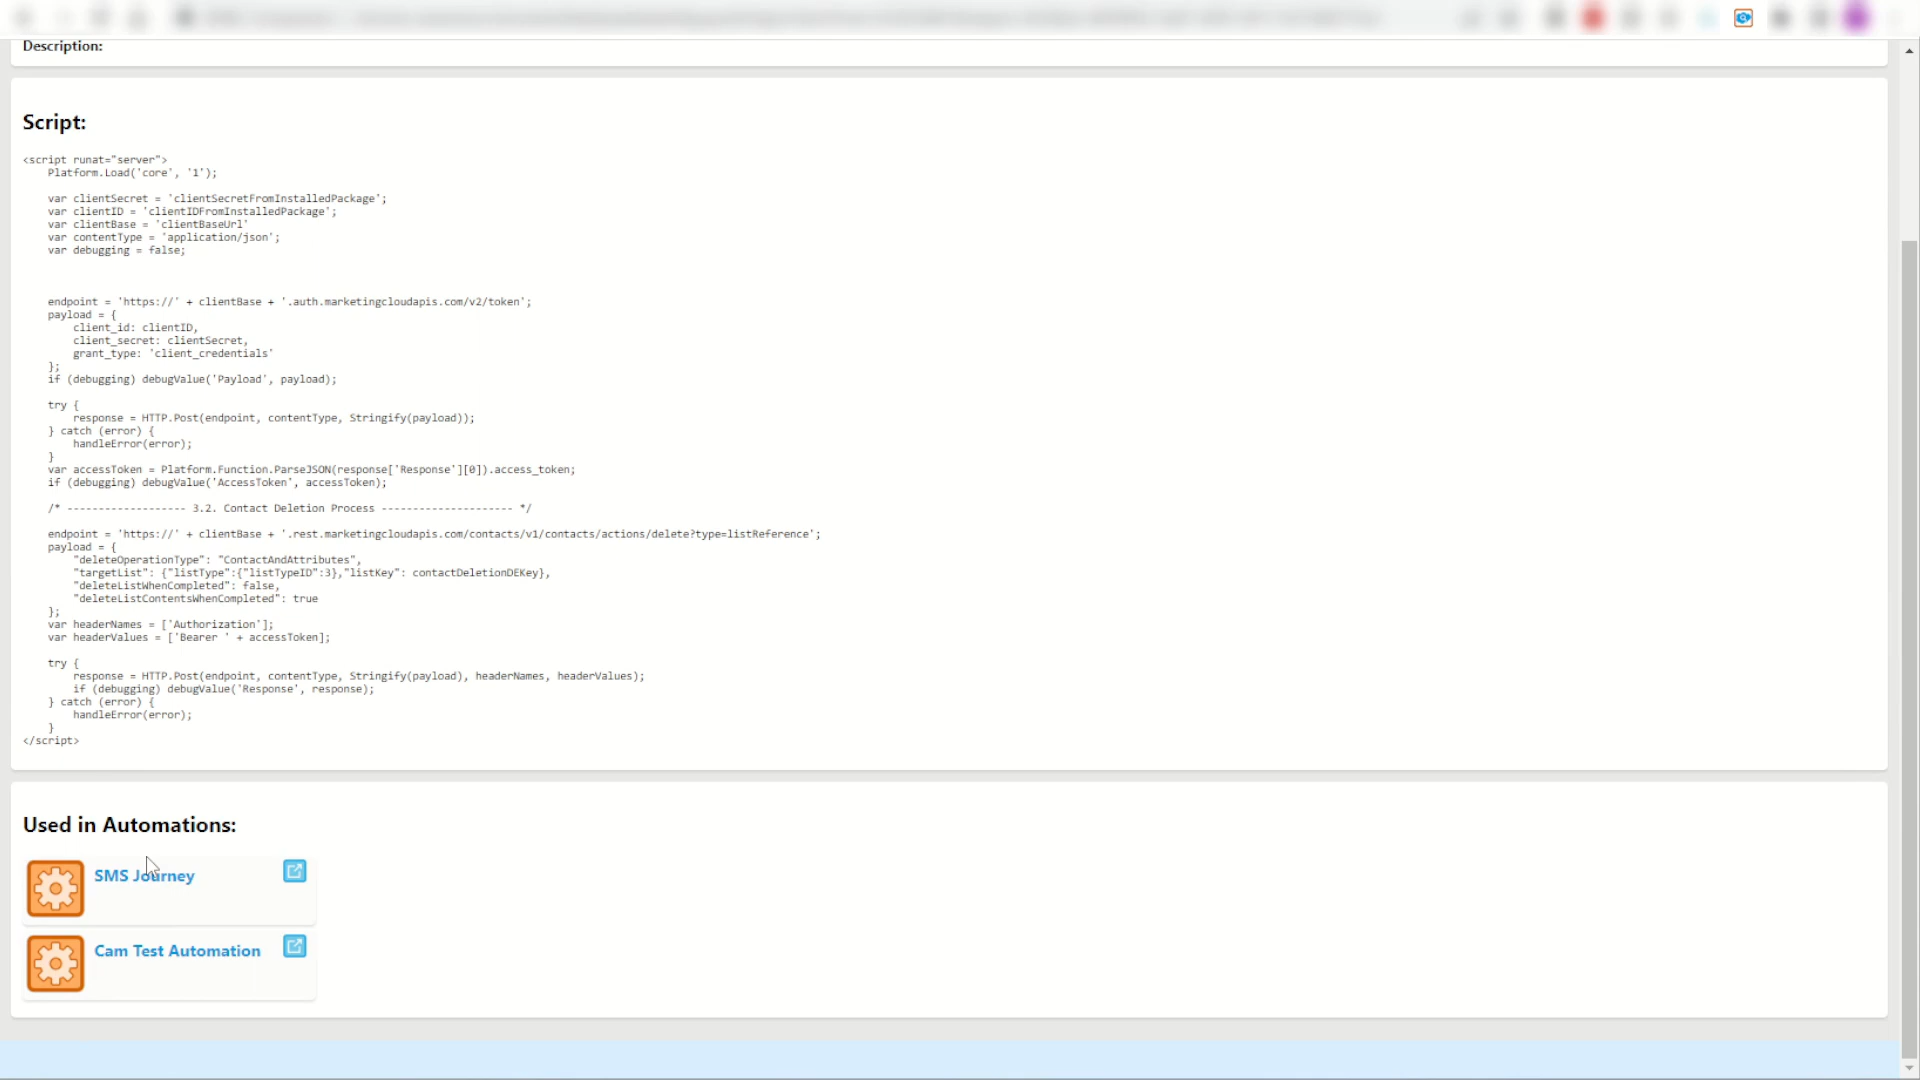 Description:
Script:
<script runat="server">
Platform.Load('core', '1');
var clientSecret = 'clientSecretFromInstalledPackage';
var clientID = 'clientIDFromInstalledPackage';
var clientBase = 'clientBaseUrl'
var contentType = 'application/json';
var debugging = false;
endpoint = 'https://' + clientBase + '.auth.marketingcloudapis.com/v2/token';
payload = {
client_id: clientID,
client_secret: clientSecret,
grant_type: 'client_credentials'
};
if (debugging) debugValue('Payload', payload);
try {
response = HTTP.Post(endpoint, contentType, Stringify(payload));
} catch (error) {
handleError(error);
}
var accessToken = Platform.Function.ParseJSON(response['Response'][0]).access_token;
if (debugging) debugValue('AccessToken', accessToken);
/* ------------------- 3.2. Contact Deletion Process --------------------- */
endpoint = 'https://' + clientBase + '.rest.marketingcloudapis.com/contacts/v1/contacts/actions/delete?type=listReference';
payload = {
"deleteOperationType": "ContactAndAttributes",
"targetList": {"listType":{"listTypeID":3},"listKey": contactDeletionDEKey},
"deleteListWhenCompleted": false,
"deleteListContentsWhenCompleted": true
};
var headerNames = ['Authorization'];
var headerValues = ['Bearer ' + accessToken];
try {
response = HTTP.Post(endpoint, contentType, Stringify(payload), headerNames, headerValues);
if (debugging) debugValue('Response', response);
} catch (error) {
handleError(error);
}
</script>
Used in Automations:
SMS Journey
Cam Test Automation